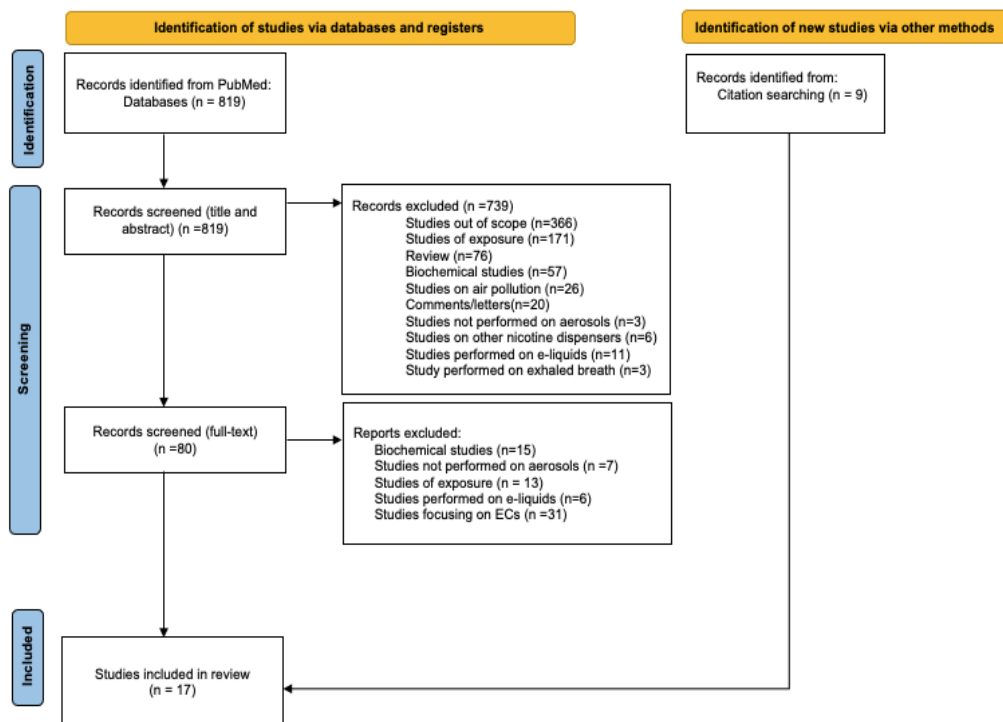 Identification of studies via databases and registers
Identification of new studies via other methods
Identification
Records identified from PubMed:
Databases (n = 819)
Records identified from:
Citation searching (n = 9)
Screening
Records screened (title and
abstract) (n =819)
Records excluded (n =739)
Studies out of scope (n=366)
Studies of exposure (n=171)
Review (n=76)
Biochemical studies (n=57)
Studies on air pollution (n=26)
Comments/letters(n=20)
Studies not performed on aerosols (n=3)
Studies on other nicotine dispensers (n=6)
Studies performed on e-liquids (n=11)
Study performed on exhaled breath (n=3)
Records screened (full-text)
(n =80)
Reports excluded:
Biochemical studies (n=15)
Studies not performed on aerosols (n =7)
Studies of exposure (n = 13)
Studies performed on e-liquids (n=6)
Studies focusing on ECs (n =31)
Included
Studies included in review
(n = 17)